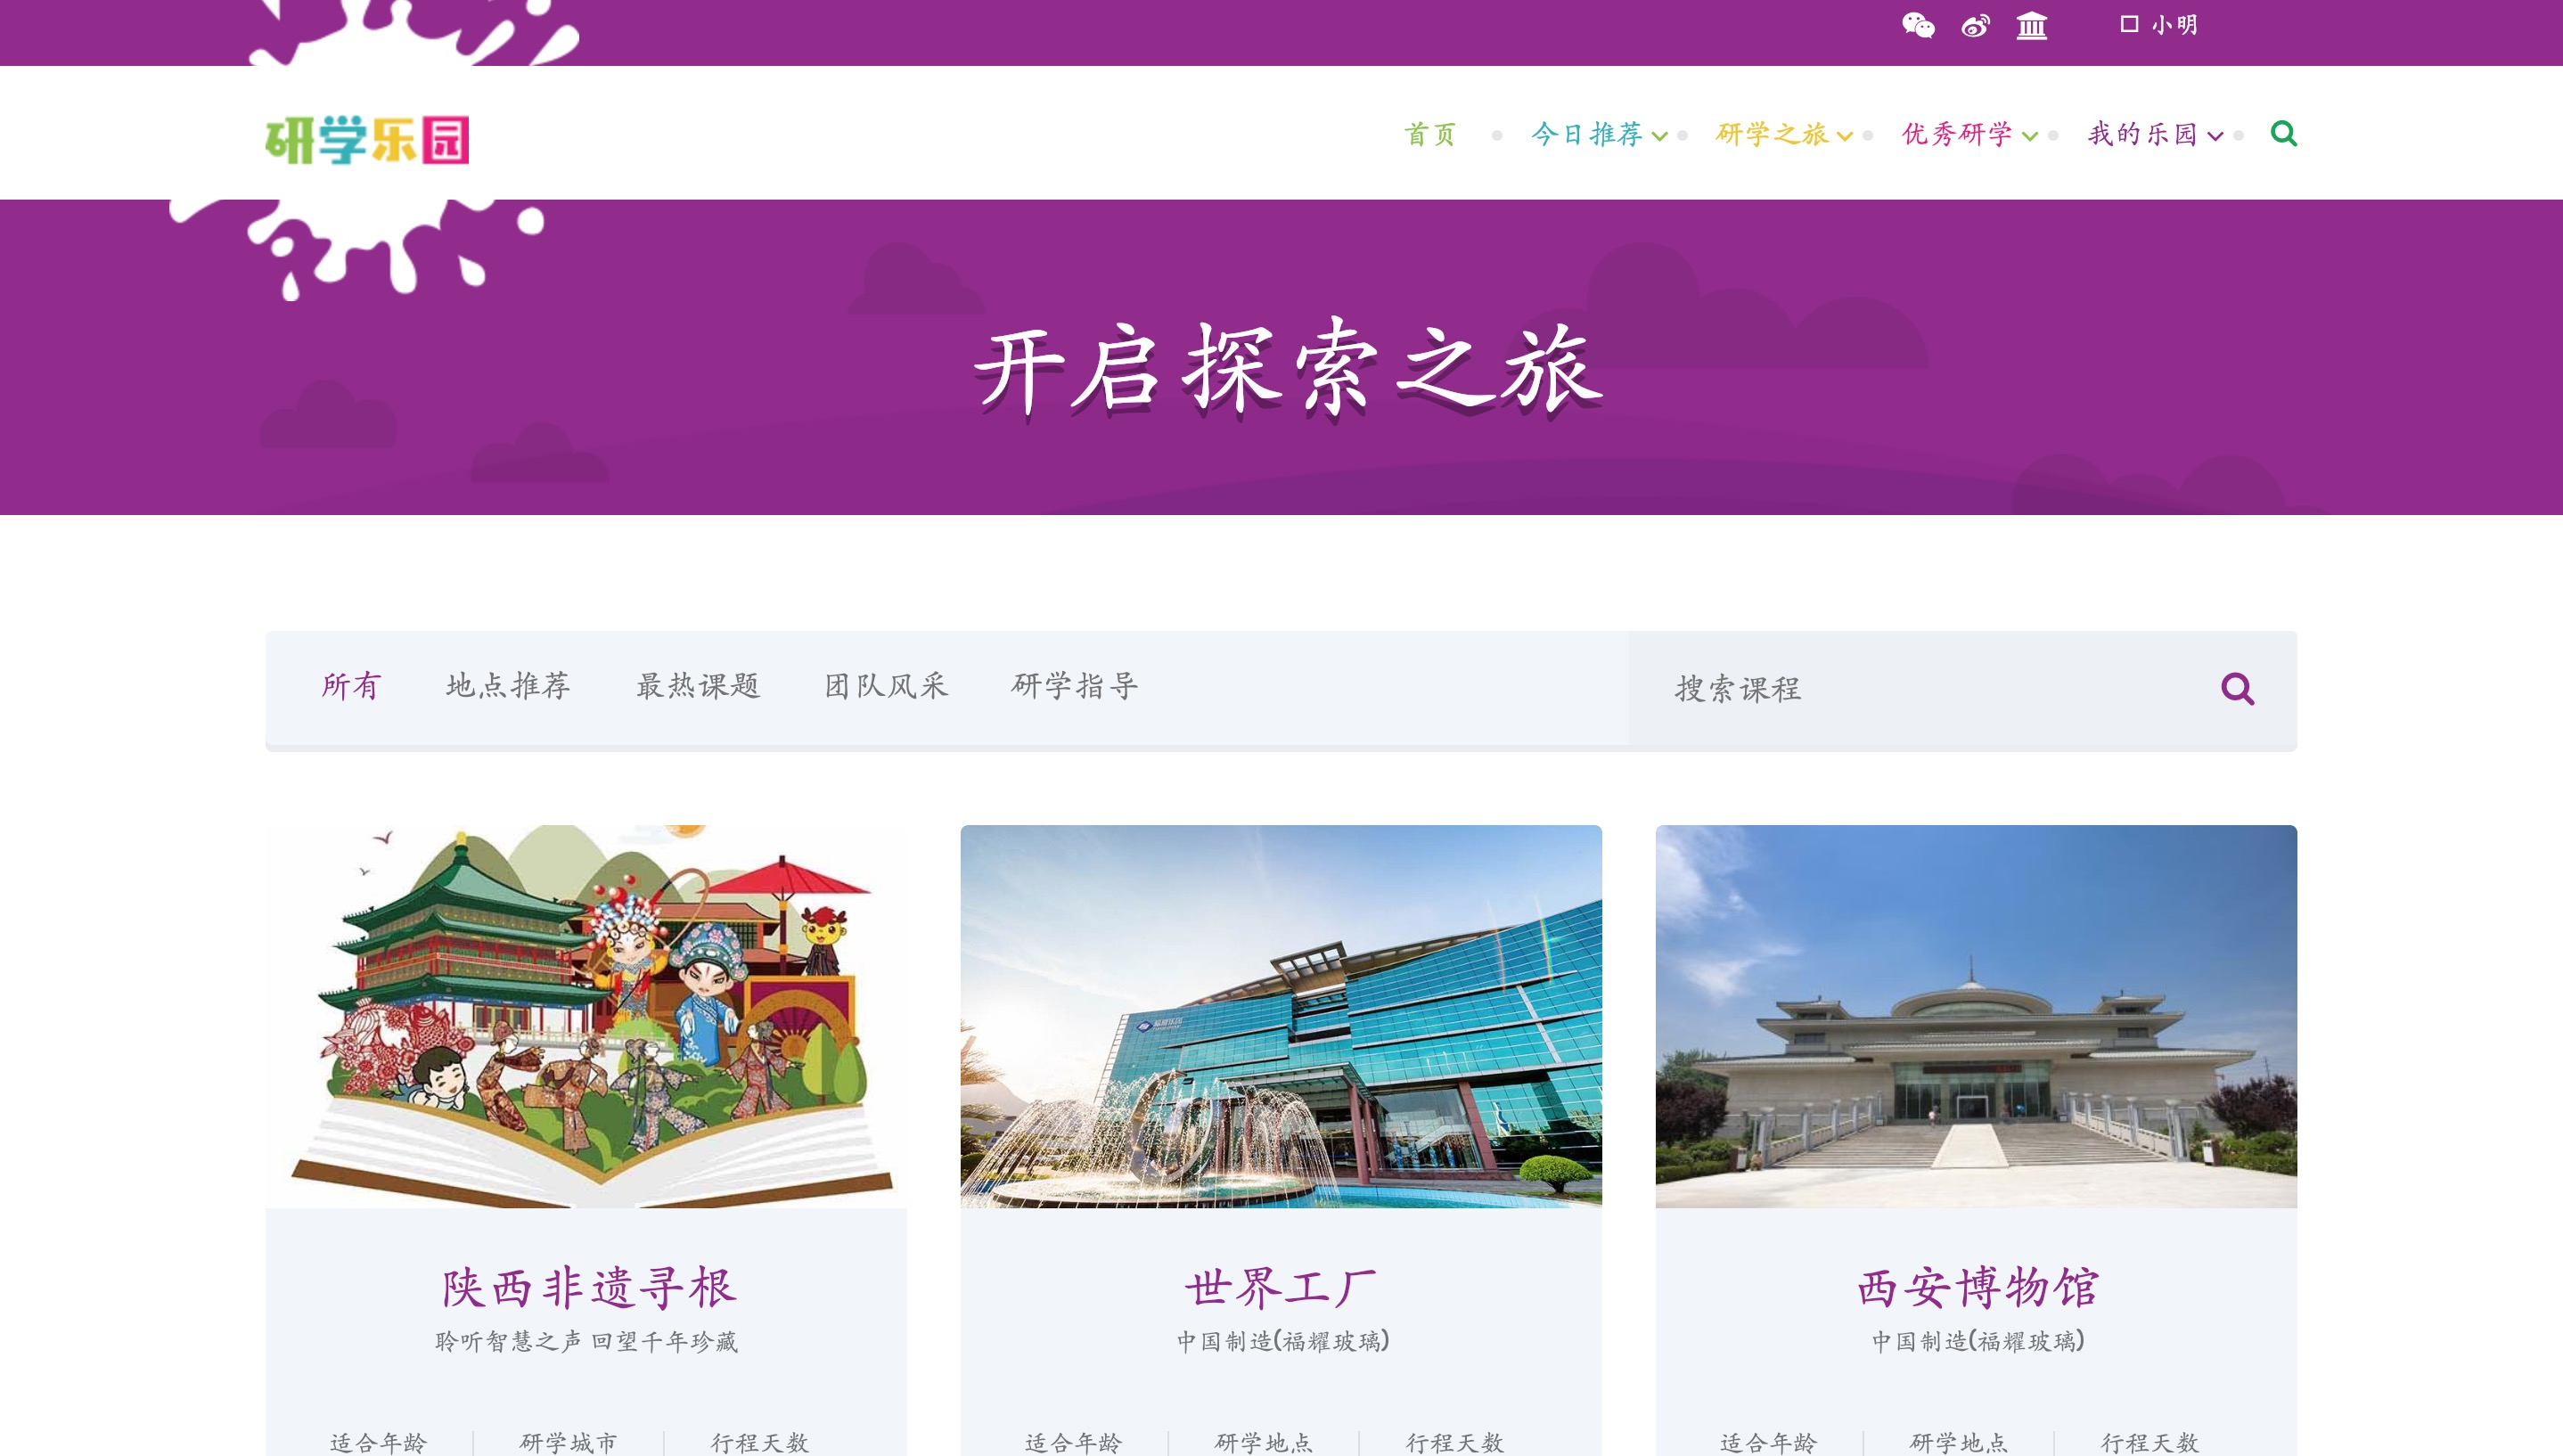 小明
研学乐园
首页 今日推荐 研学之旅 优秀研学 我的乐园
开启探索之旅
所有 地点推荐 最热课题 团队风采 研学指导 搜索课程
陕西非遗寻根
聆听智慧之声 回望千年珍藏
适合年龄 研学城市 行程天数
世界工厂
中国制造(福耀玻璃)
适合年龄 研学地点 行程天数
西安博物馆
中国制造(福耀玻璃)
适合年龄 研学地点 行程天数